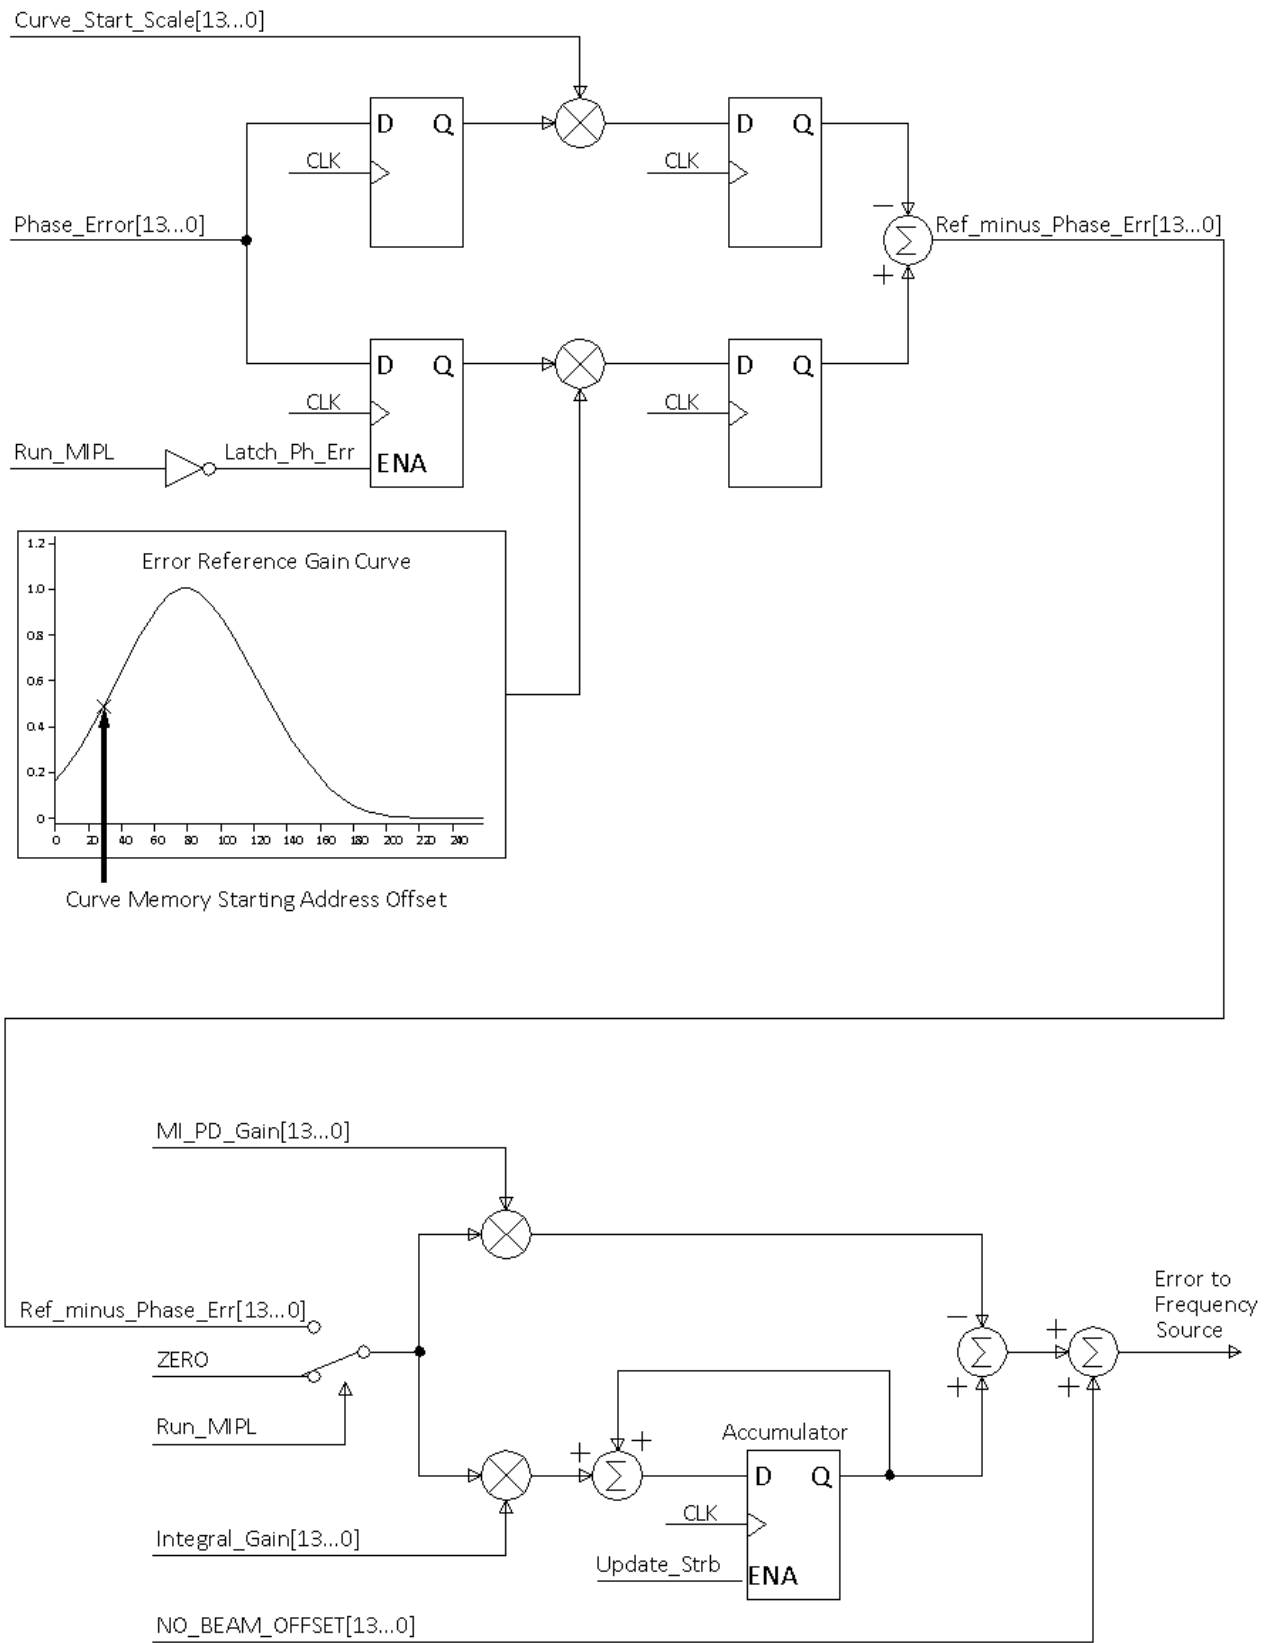 Curve_Start_Scale[13...0]
D Q
CLK
D Q
CLK
Phase_Error[13...0]
−
Σ
+
Ref_minus_Phase_Err[13...0]
D Q
CLK
ENA
D Q
CLK
Run_MIPL
Latch_Ph_Err
Error Reference Gain Curve
1.2
1.0
0.8
0.6
0.4
0.2
0
0 20 40 60 80 100 120 140 160 180 200 220 240
Curve Memory Starting Address Offset
MI_PD_Gain[13...0]
Ref_minus_Phase_Err[13...0]
ZERO
Run_MIPL
Error to
Frequency
Source
−
Σ
+
+
Σ
+
+
Σ
+
Accumulator
D Q
CLK
Update_Strb
ENA
Integral_Gain[13...0]
NO_BEAM_OFFSET[13...0]